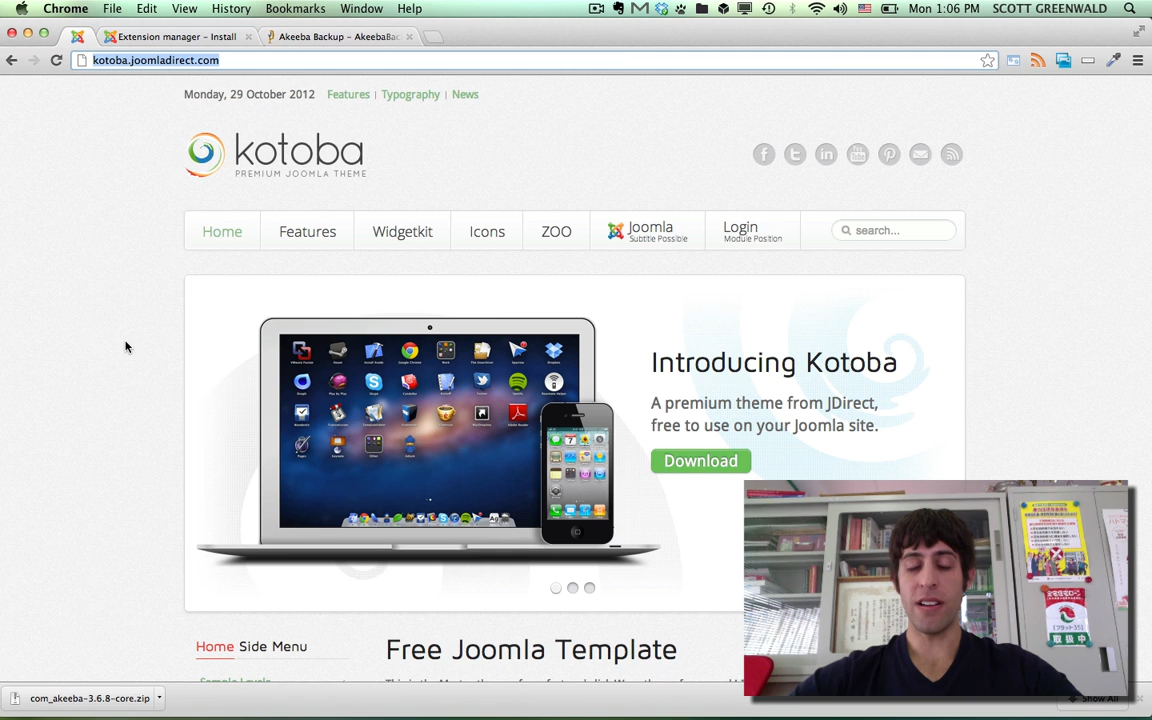 Chrome File Edit View History Bookmarks Window Help
Mon 1:06 PM SCOTT GREENWALD
Extension manager – Install
Akeeba Backup – AkeebaBac
kotoba.joomladirect.com
Monday, 29 October 2012 Features | Typography | News
kotoba
PREMIUM JOOMLA THEME
Home Features Widgetkit Icons ZOO
Joomla
Subtitle Possible
Login
Module Position
search...
Introducing Kotoba
A premium theme from JDirect,
free to use on your Joomla site.
Download
Home Side Menu
Free Joomla Template
取扱中
com_akeeba-3.6.8-core.zip
Show All